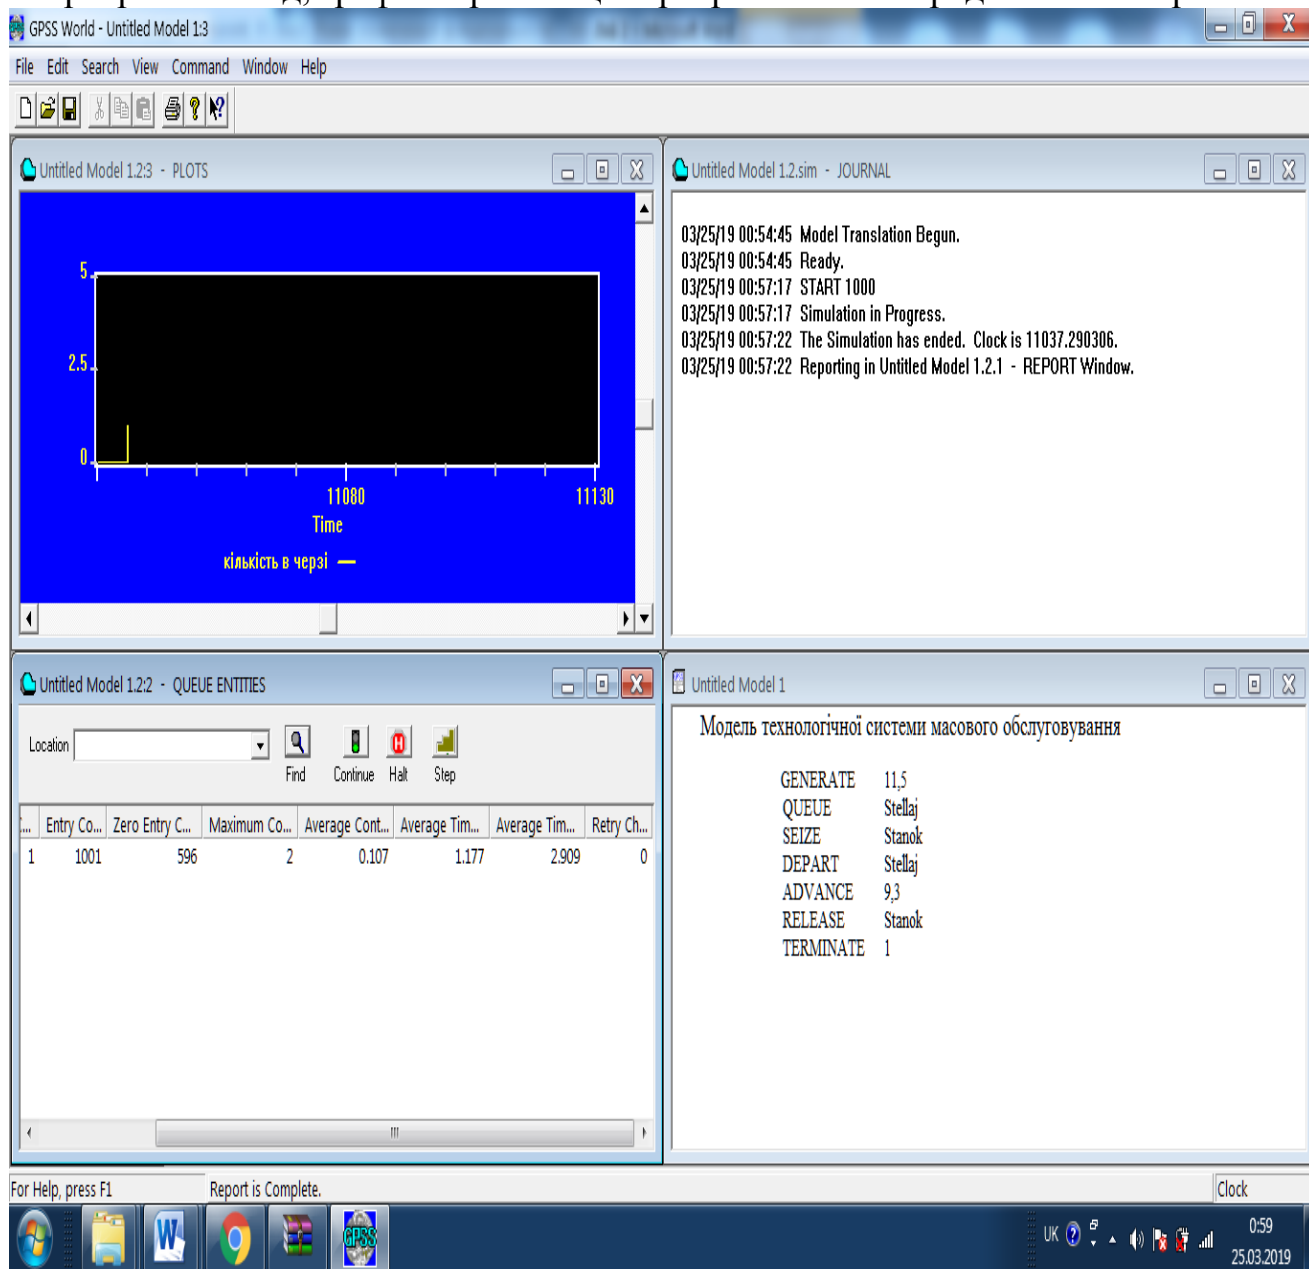 GPSS World - Untitled Model 1:3
File Edit Search View Command Window Help
Untitled Model 1.2:3 - PLOTS
5
2.5
0
11080
11130
Time
кількість в черзі
Untitled Model 1.2.sim - JOURNAL
03/25/19 00:54:45 Model Translation Begun.
03/25/19 00:54:45 Ready.
03/25/19 00:57:17 START 1000
03/25/19 00:57:17 Simulation in Progress.
03/25/19 00:57:22 The Simulation has ended. Clock is 11037.290306.
03/25/19 00:57:22 Reporting in Untitled Model 1.2.1 - REPORT Window.
Untitled Model 1.2:2 - QUEUE ENTITIES
Location
Find Continue Halt Step
Entry Co... Zero Entry C... Maximum Co... Average Cont... Average Tim... Average Tim... Retry Ch...
1 1001 596 2 0.107 1.177 2.909 0
Untitled Model 1
Модель технологічної системи масового обслуговування
GENERATE 11,5
QUEUE Stellaj
SEIZE Stanok
DEPART Stellaj
ADVANCE 9,3
RELEASE Stanok
TERMINATE 1
For Help, press F1 Report is Complete. Clock
W GPSS UK 0:59
25.03.2019